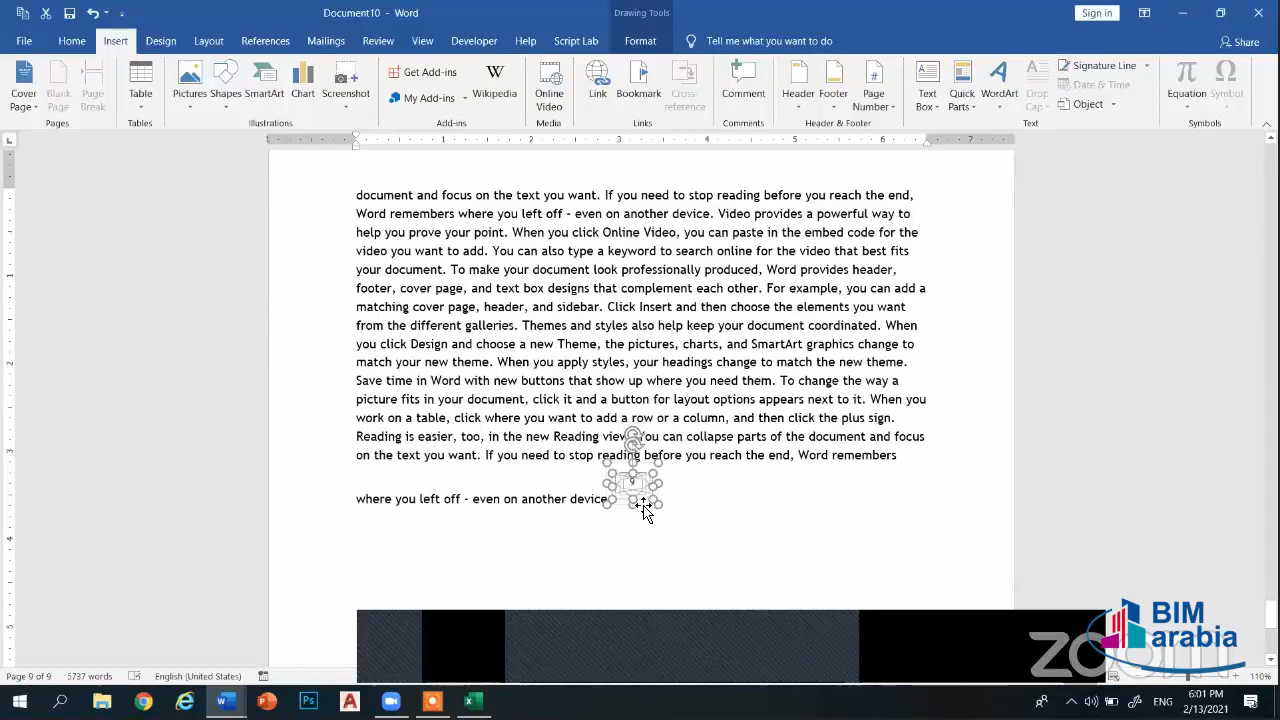 Document10 - Word
Drawing Tools
Sign in
File Home Insert Design Layout References Mailings Review View Developer Help Script Lab Format Tell me what you want to do Share
Cover Page
Blank Page
Page Break
Pages
Table
Tables
Pictures
Shapes
SmartArt
Chart
Screenshot
Illustrations
Get Add-ins
My Add-ins
Wikipedia
Add-ins
Online Video
Media
Link
Bookmark
Cross-reference
Links
Comment
Comments
Header
Footer
Page Number
Header & Footer
Text Box
Quick Parts
WordArt
Drop Cap
Signature Line
Date & Time
Object
Text
Equation
Symbol
Symbols
1 1 2 3 4 5 6 7
document and focus on the text you want. If you need to stop reading before you reach the end,
Word remembers where you left off - even on another device. Video provides a powerful way to
help you prove your point. When you click Online Video, you can paste in the embed code for the
video you want to add. You can also type a keyword to search online for the video that best fits
your document. To make your document look professionally produced, Word provides header,
footer, cover page, and text box designs that complement each other. For example, you can add a
matching cover page, header, and sidebar. Click Insert and then choose the elements you want
from the different galleries. Themes and styles also help keep your document coordinated. When
you click Design and choose a new Theme, the pictures, charts, and SmartArt graphics change to
match your new theme. When you apply styles, your headings change to match the new theme.
Save time in Word with new buttons that show up where you need them. To change the way a
picture fits in your document, click it and a button for layout options appears next to it. When you
work on a table, click where you want to add a row or a column, and then click the plus sign.
Reading is easier, too, in the new Reading view. You can collapse parts of the document and focus
on the text you want. If you need to stop reading before you reach the end, Word remembers
9
where you left off - even on another device
BIM
arabia
zoom
Page 9 of 9 5737 words English (United States) 110%
ENG
6:01 PM
2/13/2021